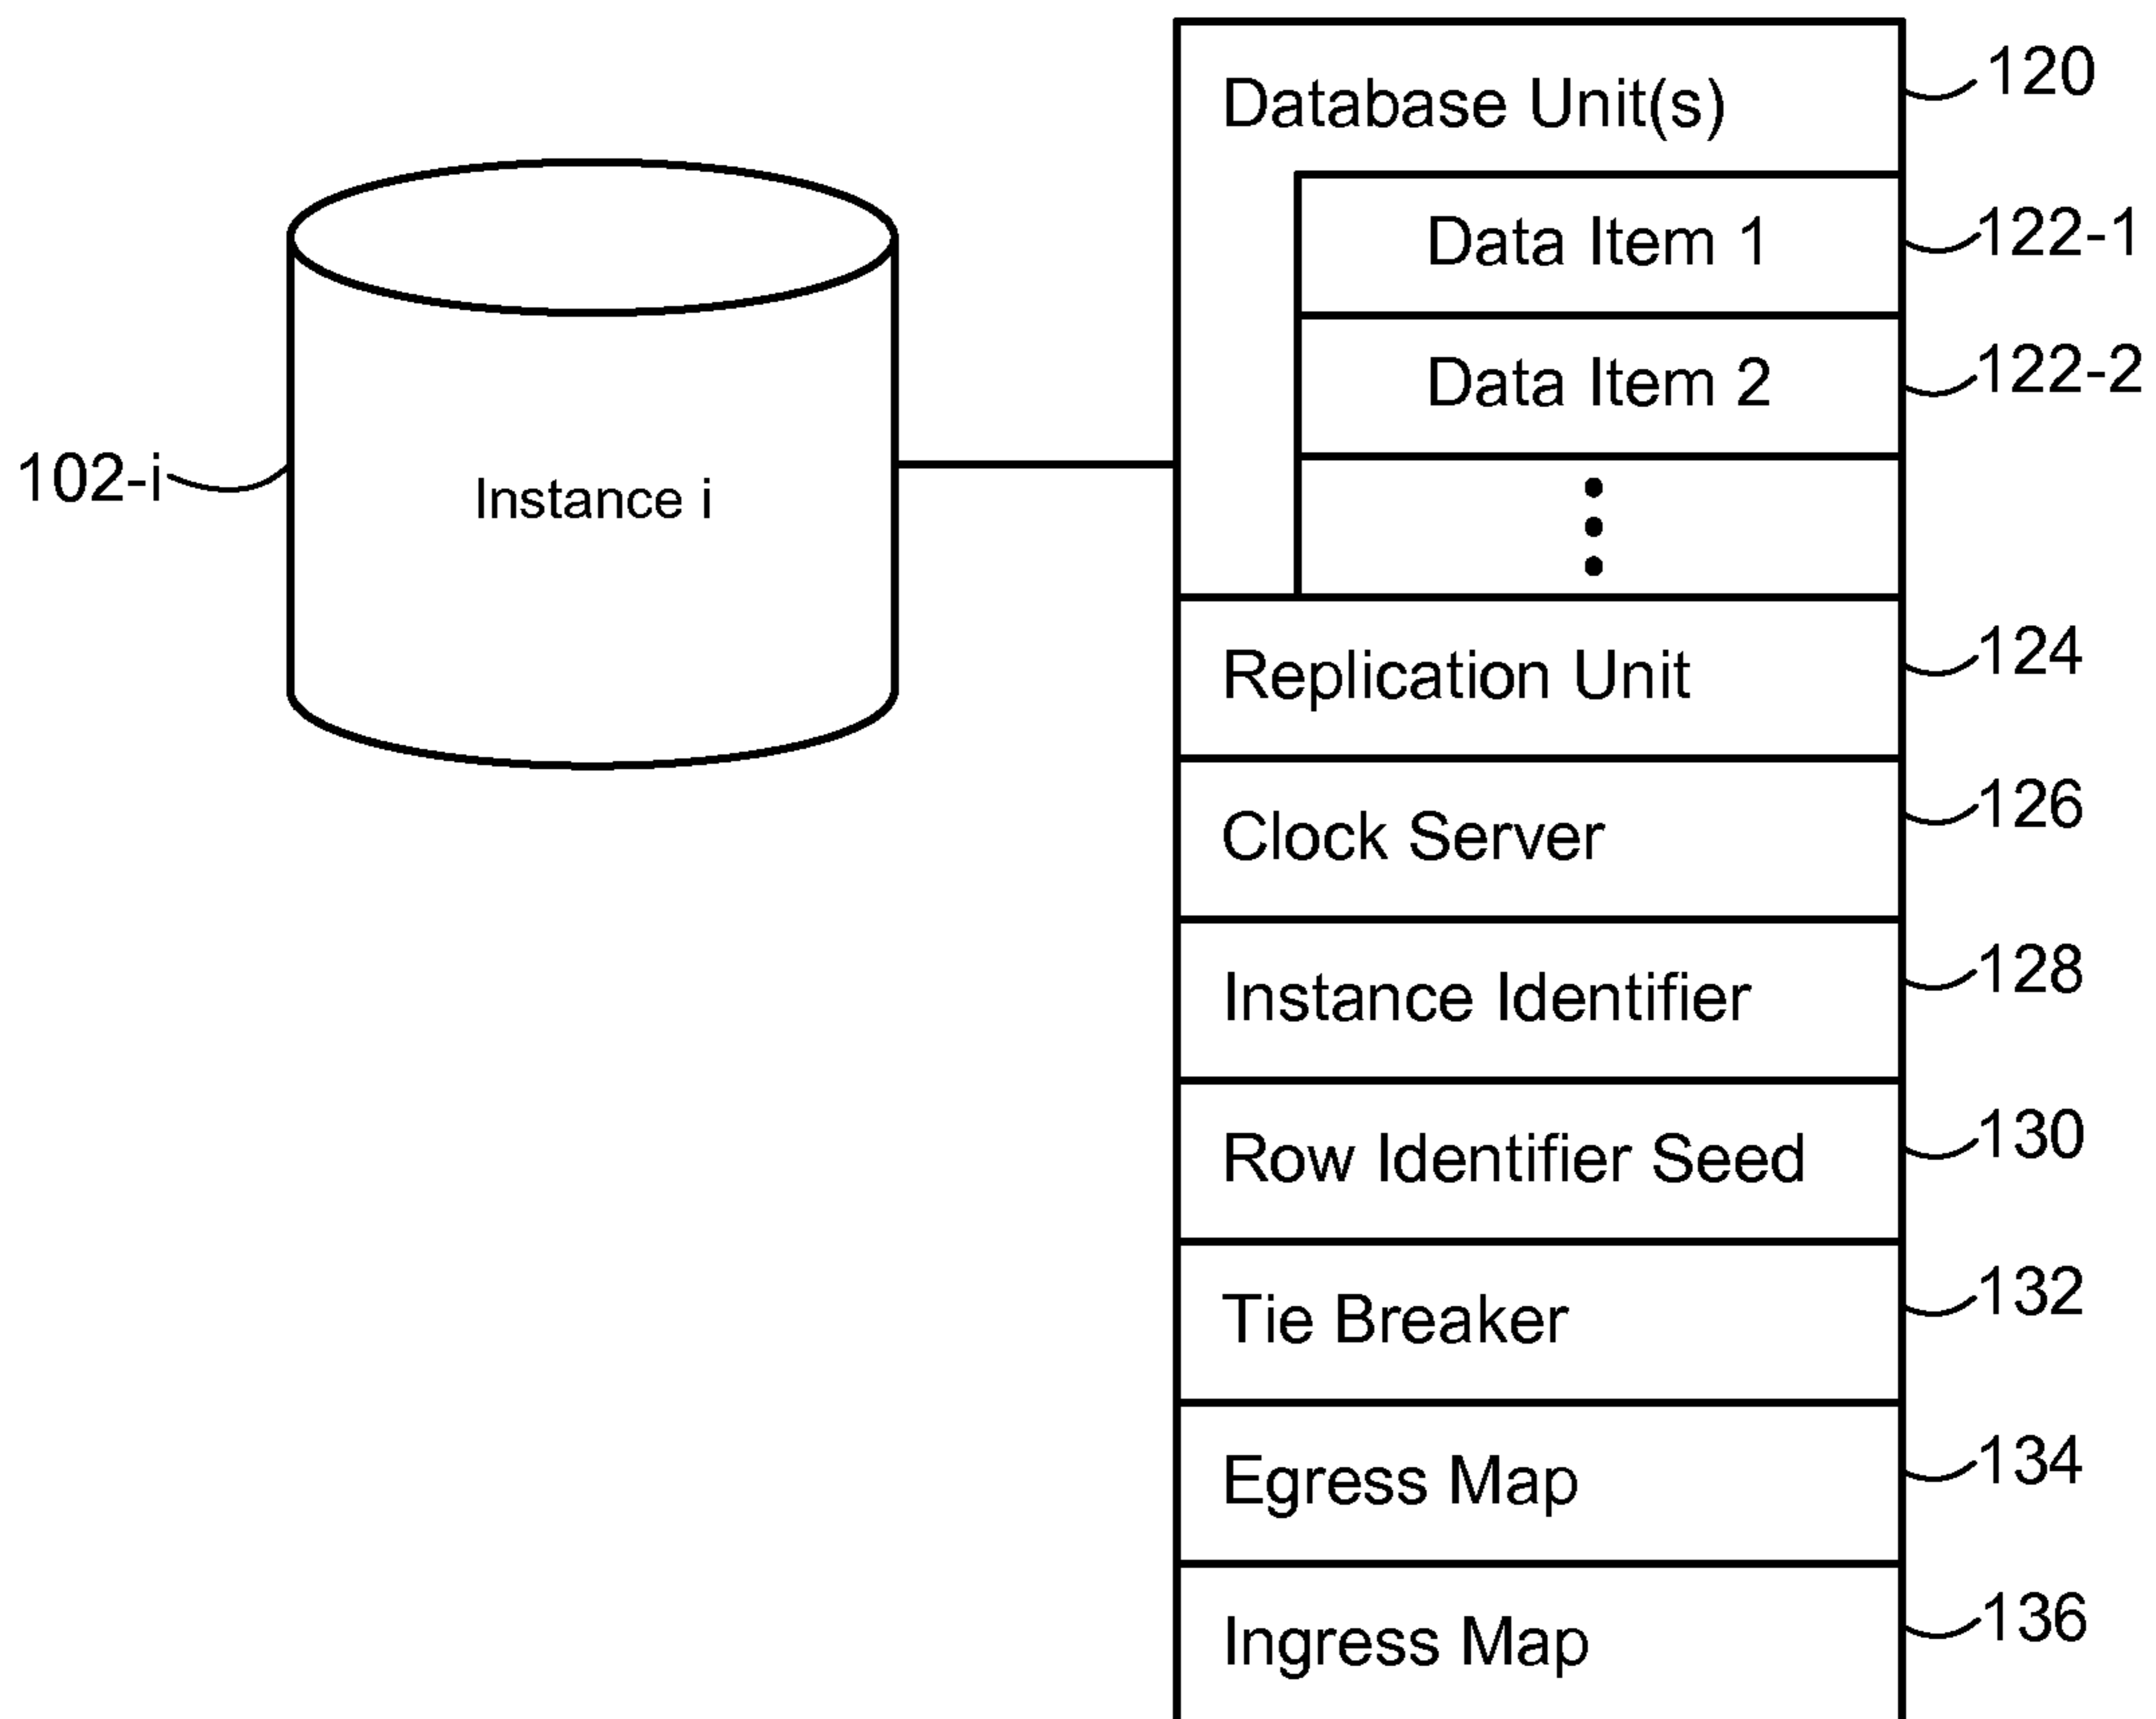 Database Unit(s) 120
Data Item 1 122-1
Data Item 2 122-2
102-i Instance i
Replication Unit 124
Clock Server 126
Instance Identifier 128
Row Identifier Seed 130
Tie Breaker 132
Egress Map 134
Ingress Map 136